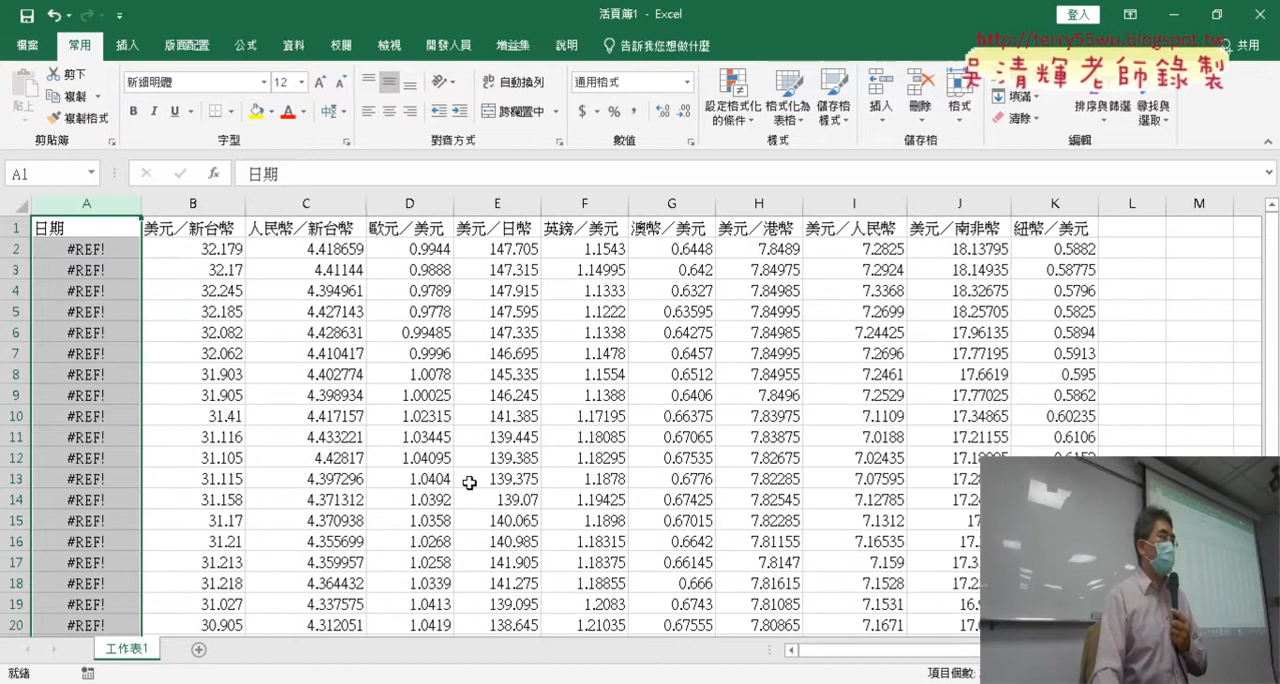 活頁簿1 - Excel
登入
http://terry55wu.blogspot.tw
吳清輝老師錄製
檔案 常用 插入 版面配置 公式 資料 校閱 檢視 開發人員 增益集 說明 告訴我您想做什麼 共用
貼上 剪下 複製 複製格式 剪貼簿
新細明體 12 B I U 字型
自動換列 跨欄置中 對齊方式
通用格式 $ % 數值
設定格式化的條件 格式化為表格 儲存格樣式 樣式
插入 刪除 格式 儲存格
填滿 清除 排序與篩選 尋找與選取 編輯
A1 fx 日期
A B C D E F G H I J K L M
1 日期 美元／新台幣 人民幣／新台幣 歐元／美元 美元／日幣 英鎊／美元 澳幣／美元 美元／港幣 美元／人民幣 美元／南非幣 紐幣／美元
2 #REF! 32.179 4.418659 0.9944 147.705 1.1543 0.6448 7.8489 7.2825 18.13795 0.5882
3 #REF! 32.17 4.41144 0.9888 147.315 1.14995 0.642 7.84975 7.2924 18.14935 0.58775
4 #REF! 32.245 4.394961 0.9789 147.915 1.1333 0.6327 7.84985 7.3368 18.32675 0.5796
5 #REF! 32.185 4.427143 0.9778 147.595 1.1222 0.63595 7.84995 7.2699 18.25705 0.5825
6 #REF! 32.082 4.428631 0.99485 147.335 1.1338 0.64275 7.84985 7.24425 17.96135 0.5894
7 #REF! 32.062 4.410417 0.9996 146.695 1.1478 0.6457 7.84995 7.2696 17.77195 0.5913
8 #REF! 31.903 4.402774 1.0078 145.335 1.1554 0.6512 7.84955 7.2461 17.6619 0.595
9 #REF! 31.905 4.398934 1.00025 146.245 1.1388 0.6406 7.8496 7.2529 17.77025 0.5862
10 #REF! 31.41 4.417157 1.02315 141.385 1.17195 0.66375 7.83975 7.1109 17.34865 0.60235
11 #REF! 31.116 4.433221 1.03445 139.445 1.18085 0.67065 7.83875 7.0188 17.21155 0.6106
12 #REF! 31.105 4.42817 1.04095 139.385 1.18295 0.67535 7.82675 7.02435
13 #REF! 31.115 4.397296 1.0404 139.375 1.1878 0.6776 7.82285 7.07595
14 #REF! 31.158 4.371312 1.0392 139.07 1.19425 0.67425 7.82545 7.12785
15 #REF! 31.17 4.370938 1.0358 140.065 1.1898 0.67015 7.82285 7.1312
16 #REF! 31.21 4.355699 1.0268 140.985 1.18315 0.6642 7.81155 7.16535
17 #REF! 31.213 4.359957 1.0258 141.905 1.18375 0.66145 7.8147 7.159
18 #REF! 31.218 4.364432 1.0339 141.275 1.18855 0.666 7.81615 7.1528
19 #REF! 31.027 4.337575 1.0413 139.095 1.2083 0.6743 7.81085 7.1531
20 #REF! 30.905 4.312051 1.0419 138.645 1.21035 0.67555 7.80865 7.1671
工作表1
就緒 項目個數: